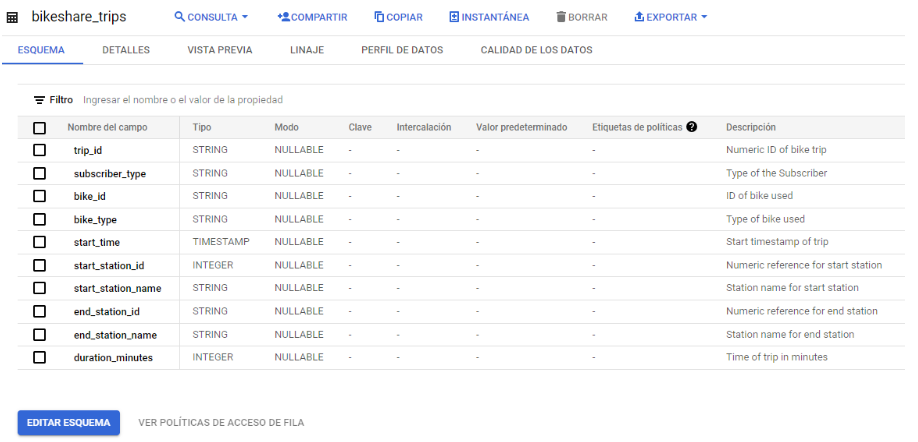 bikeshare_trips CONSULTA COMPARTIR COPIAR INSTANTÁNEA BORRAR EXPORTAR
ESQUEMA DETALLES VISTA PREVIA LINAJE PERFIL DE DATOS CALIDAD DE LOS DATOS
Filtro Ingresar el nombre o el valor de la propiedad
Nombre del campo Tipo Modo Clave Intercalación Valor predeterminado Etiquetas de políticas ? Descripción
trip_id STRING NULLABLE - - - - Numeric ID of bike trip
subscriber_type STRING NULLABLE - - - - Type of the Subscriber
bike_id STRING NULLABLE - - - - ID of bike used
bike_type STRING NULLABLE - - - - Type of bike used
start_time TIMESTAMP NULLABLE - - - - Start timestamp of trip
start_station_id INTEGER NULLABLE - - - - Numeric reference for start station
start_station_name STRING NULLABLE - - - - Station name for start station
end_station_id STRING NULLABLE - - - - Numeric reference for end station
end_station_name STRING NULLABLE - - - - Station name for end station
duration_minutes INTEGER NULLABLE - - - - Time of trip in minutes
EDITAR ESQUEMA VER POLÍTICAS DE ACCESO DE FILA